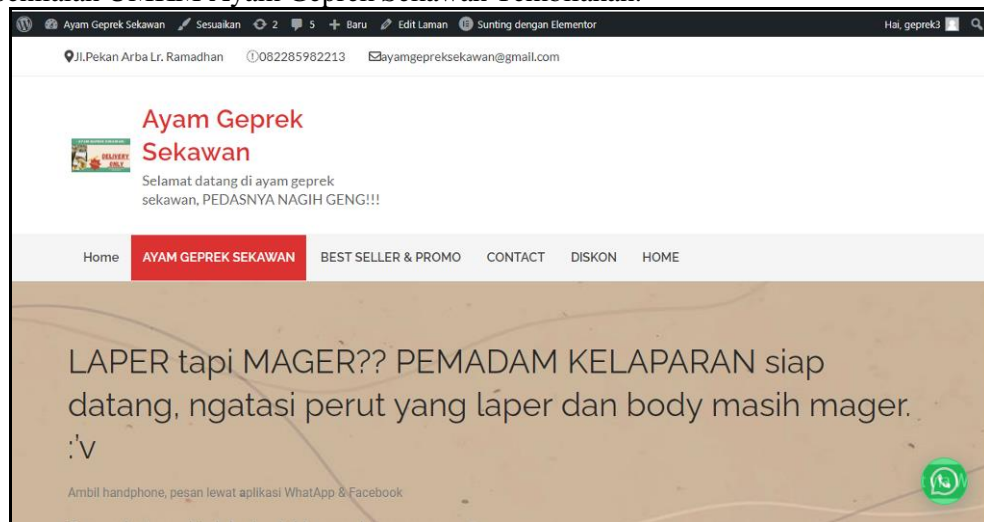 Ayam Geprek Sekawan Sesuaikan 2 5 + Baru Edit Laman Sunting dengan Elementor Hai, geprek3
Jl.Pekan Arba Lr. Ramadhan 082285982213 ayamgepreksekawan@gmail.com
Ayam Geprek
Sekawan
DELIVERY
ONLY
Selamat datang di ayam geprek
sekawan, PEDASNYA NAGIH GENG!!!
Home AYAM GEPREK SEKAWAN BEST SELLER & PROMO CONTACT DISKON HOME
LAPER tapi MAGER?? PEMADAM KELAPARAN siap
datang, ngatasi perut yang laper dan body masih mager.
:'v
Ambil handphone, pesan lewat aplikasi WhatApp & Facebook